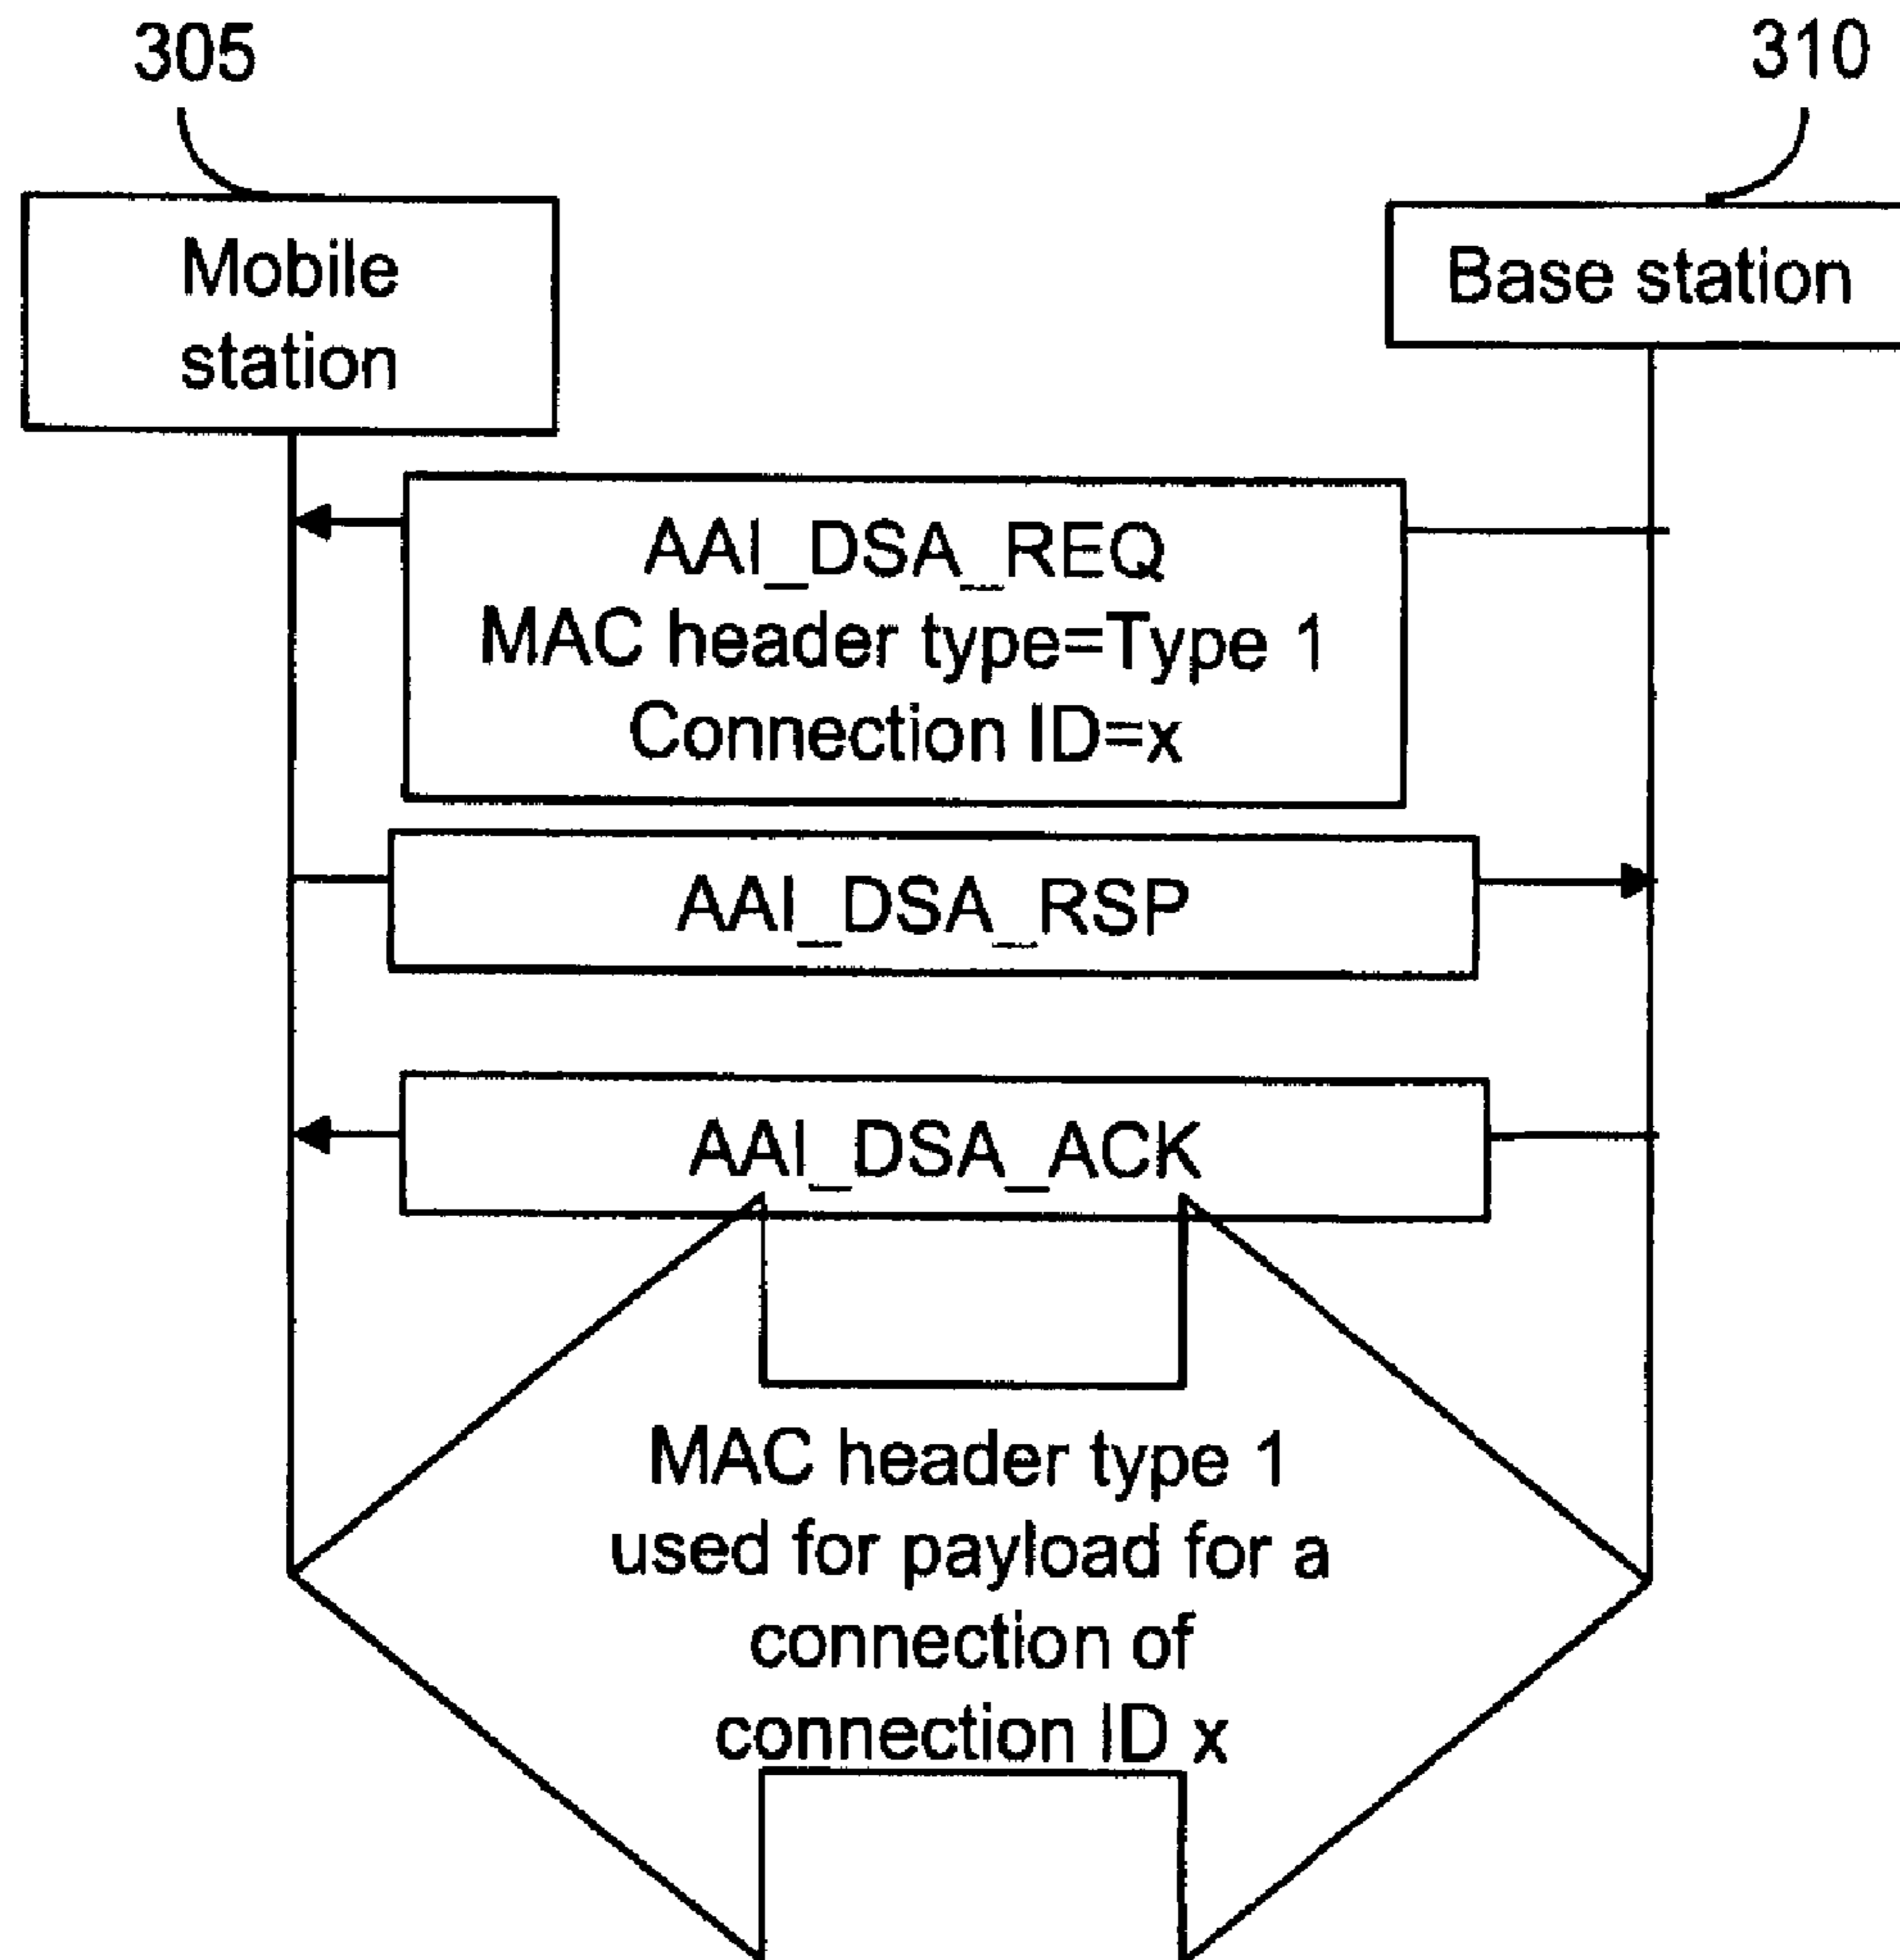 305
310
Mobile
station
Base station
AAI_DSA_REQ
MAC header type=Type 1
Connection ID=x
AAI_DSA_RSP
AAI_DSA_ACK
MAC header type 1
used for payload for a
connection of
connection ID x